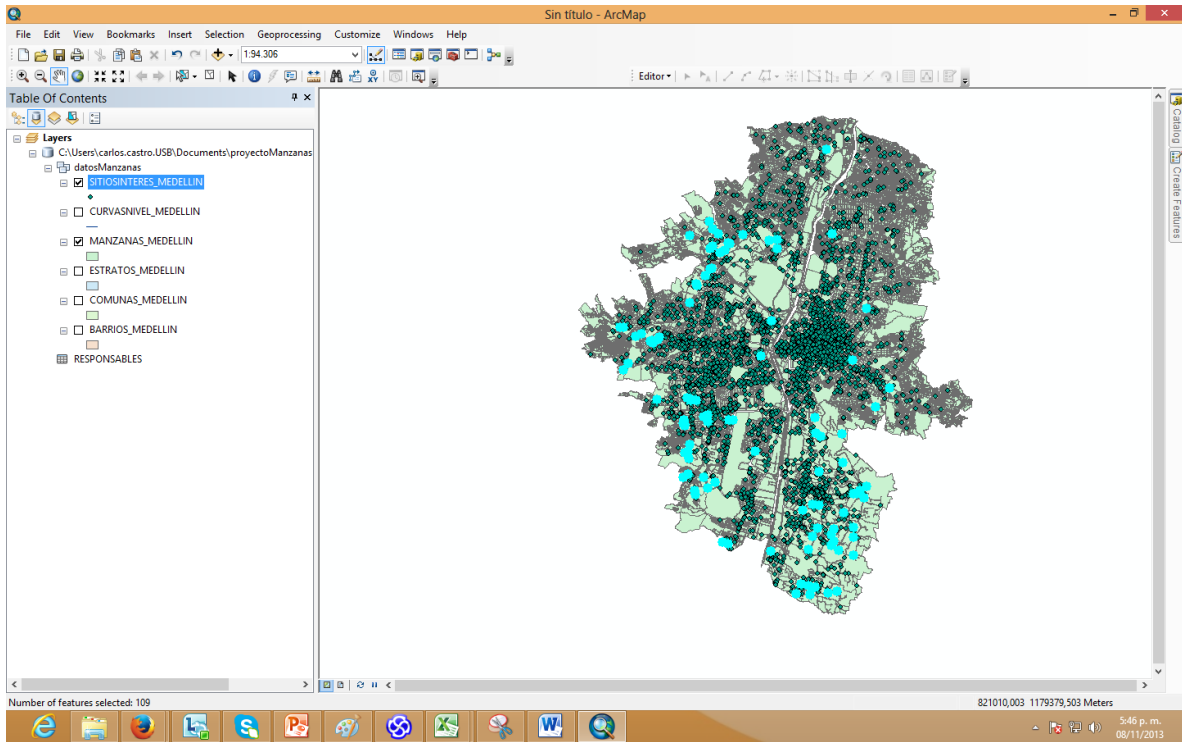 Sin título - ArcMap
File Edit View Bookmarks Insert Selection Geoprocessing Customize Windows Help
1:94.306
Editor
Table Of Contents
Layers
C:\Users\carlos.castro.USB\Documents\proyectoManzanas
datosManzanas
SITIOSINTERES_MEDELLIN
CURVASNIVEL_MEDELLIN
MANZANAS_MEDELLIN
ESTRATOS_MEDELLIN
COMUNAS_MEDELLIN
BARRIOS_MEDELLIN
RESPONSABLES
Catalog
Create Features
Number of features selected: 109
821010,003 1179379,503 Meters
5:46 p. m.
08/11/2013